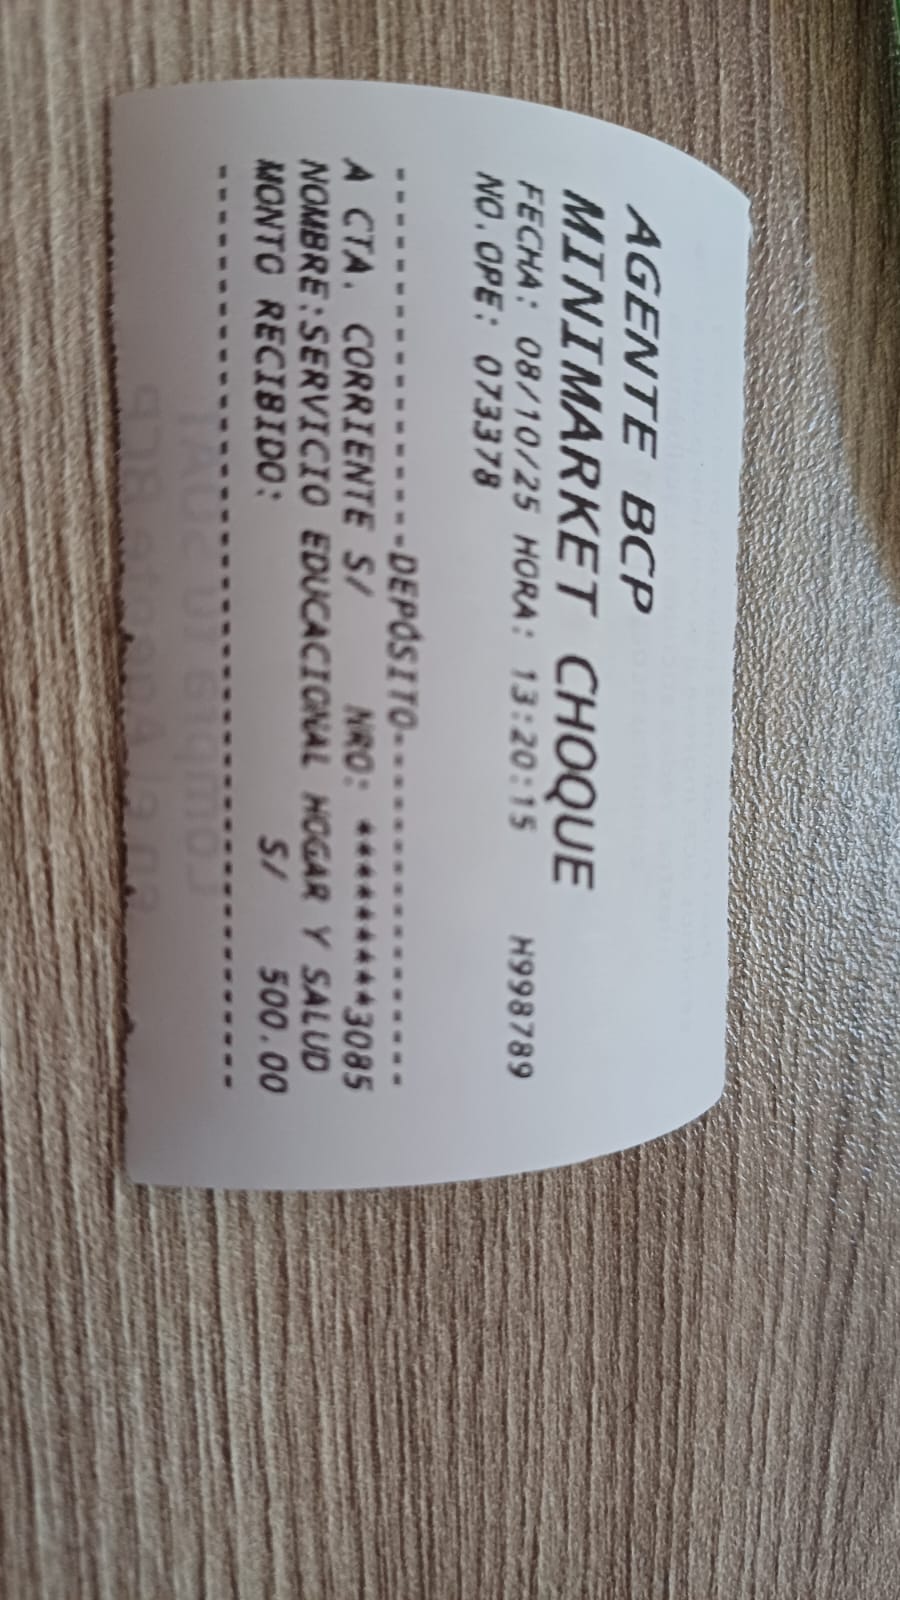 AGENTE BCP
MINIMARKET CHOQUE
FECHA: 08/10/25 HORA: 13:20:15 H998789
NO.OPE: 073378
--------------------DEPÓSITO--------------------
A CTA. CORRIENTE S/ NRO: *********3085
NOMBRE:SERVICIO EDUCACIONAL HOGAR Y SALUD
MONTO RECIBIDO: S/ 500.00
------------------------------------------------